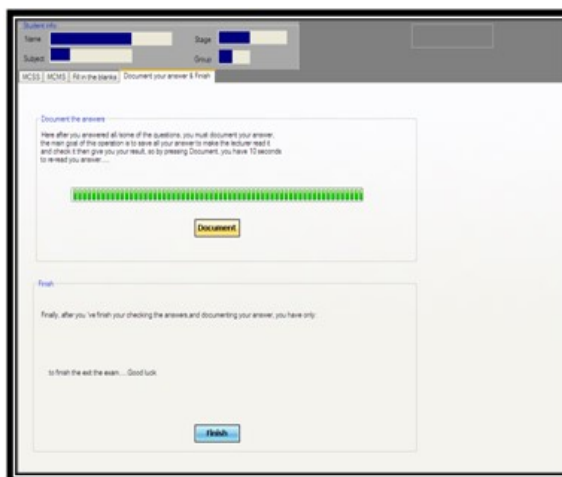 Student info
Name Stage
Subject Group
MCSS MCMS Fill in the blanks Document your answer & Finish
Document the answers
Here after you answered all /some of the questions, you must document your answer,
the main goal of this operation is to save all your answer to make the lecturer read it
and check it then give you your result, so by pressing Document, you have 10 seconds
to re-read you answer.....
Document
Finish
Finally, after you 've finish your checking the answers,and documenting your answer, you have only
to finish the exit the exam.... Good luck
Finish